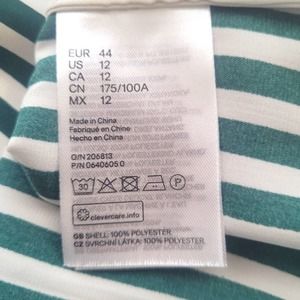 EUR 44
US 12
CA 12
CN 175/100A
MX 12
Made in China
Fabriqué en Chine
Hecho en China
O/N 206813
P/N 0640605 0
30
P
clevercare.info
GB SHELL: 100% POLYESTER
CZ SVRCHNÍ LÁTKA: 100% POLYESTER